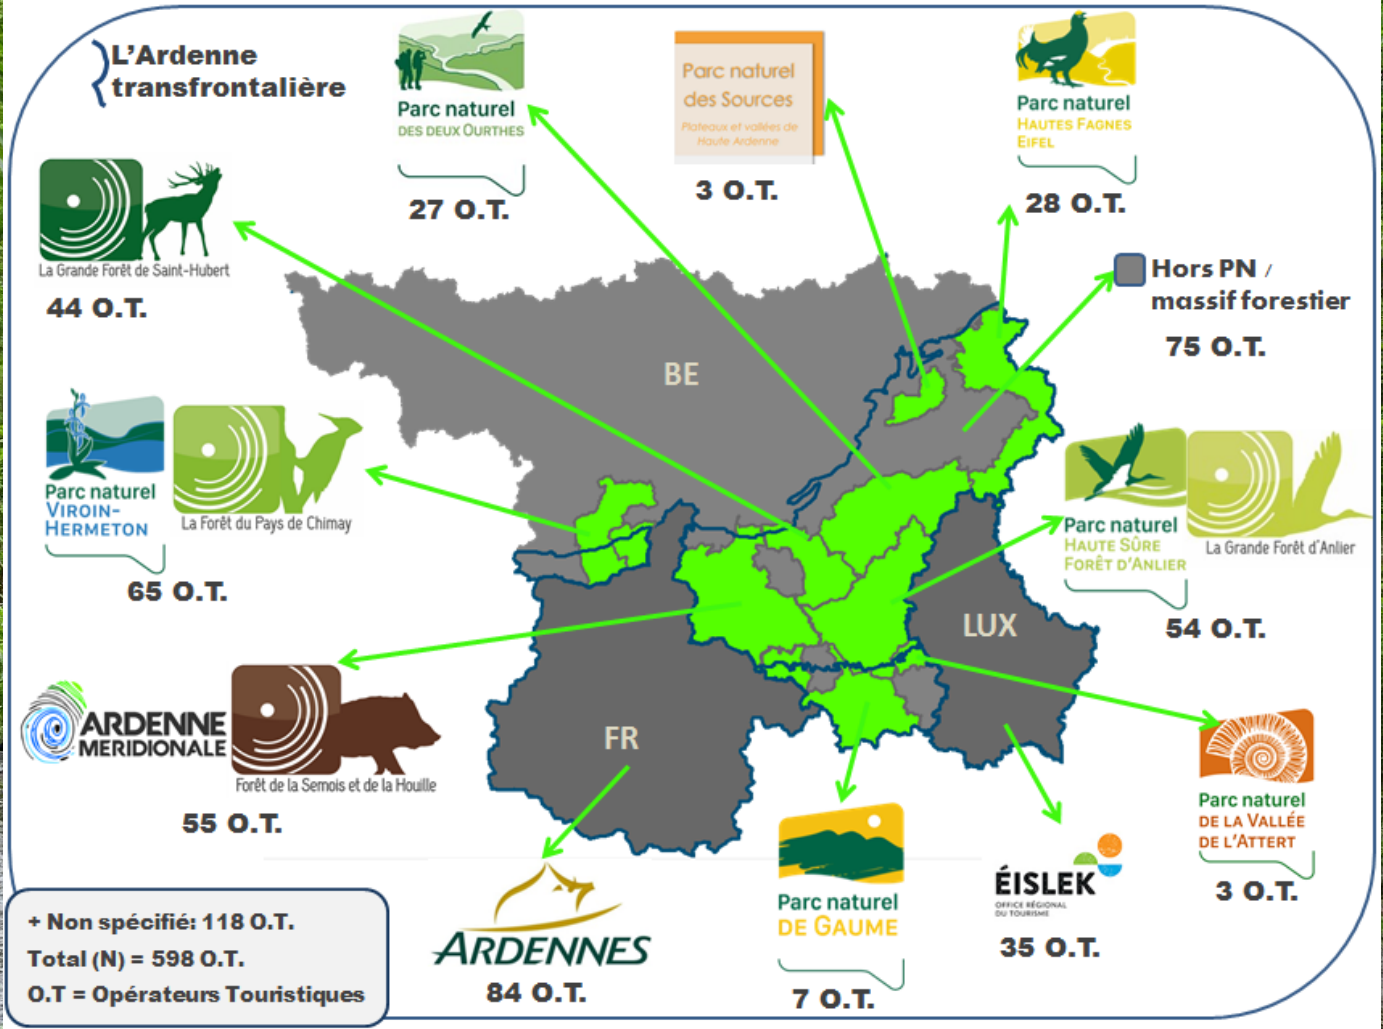 L'Ardenne
transfrontalière
Parc naturel
DES DEUX OURTHES
27 O.T.
Parc naturel
des Sources
Plateaux et vallées de
Haute Ardenne
3 O.T.
Parc naturel
HAUTES FAGNES
EIFEL
28 O.T.
La Grande Forêt de Saint-Hubert
44 O.T.
Hors PN /
massif forestier
75 O.T.
BE
Parc naturel
VIROIN-
HERMETON
La Forêt du Pays de Chimay
65 O.T.
Parc naturel
HAUTE SÛRE
FORÊT D'ANLIER
La Grande Forêt d'Anlier
54 O.T.
LUX
ARDENNE
MERIDIONALE
Forêt de la Semois et de la Houille
55 O.T.
FR
Parc naturel
DE LA VALLÉE
DE L'ATTERT
3 O.T.
Parc naturel
DE GAUME
7 O.T.
ÉISLEK
OFFICE RÉGIONAL
DU TOURISME
35 O.T.
ARDENNES
84 O.T.
+ Non spécifié: 118 O.T.
Total (N) = 598 O.T.
O.T = Opérateurs Touristiques